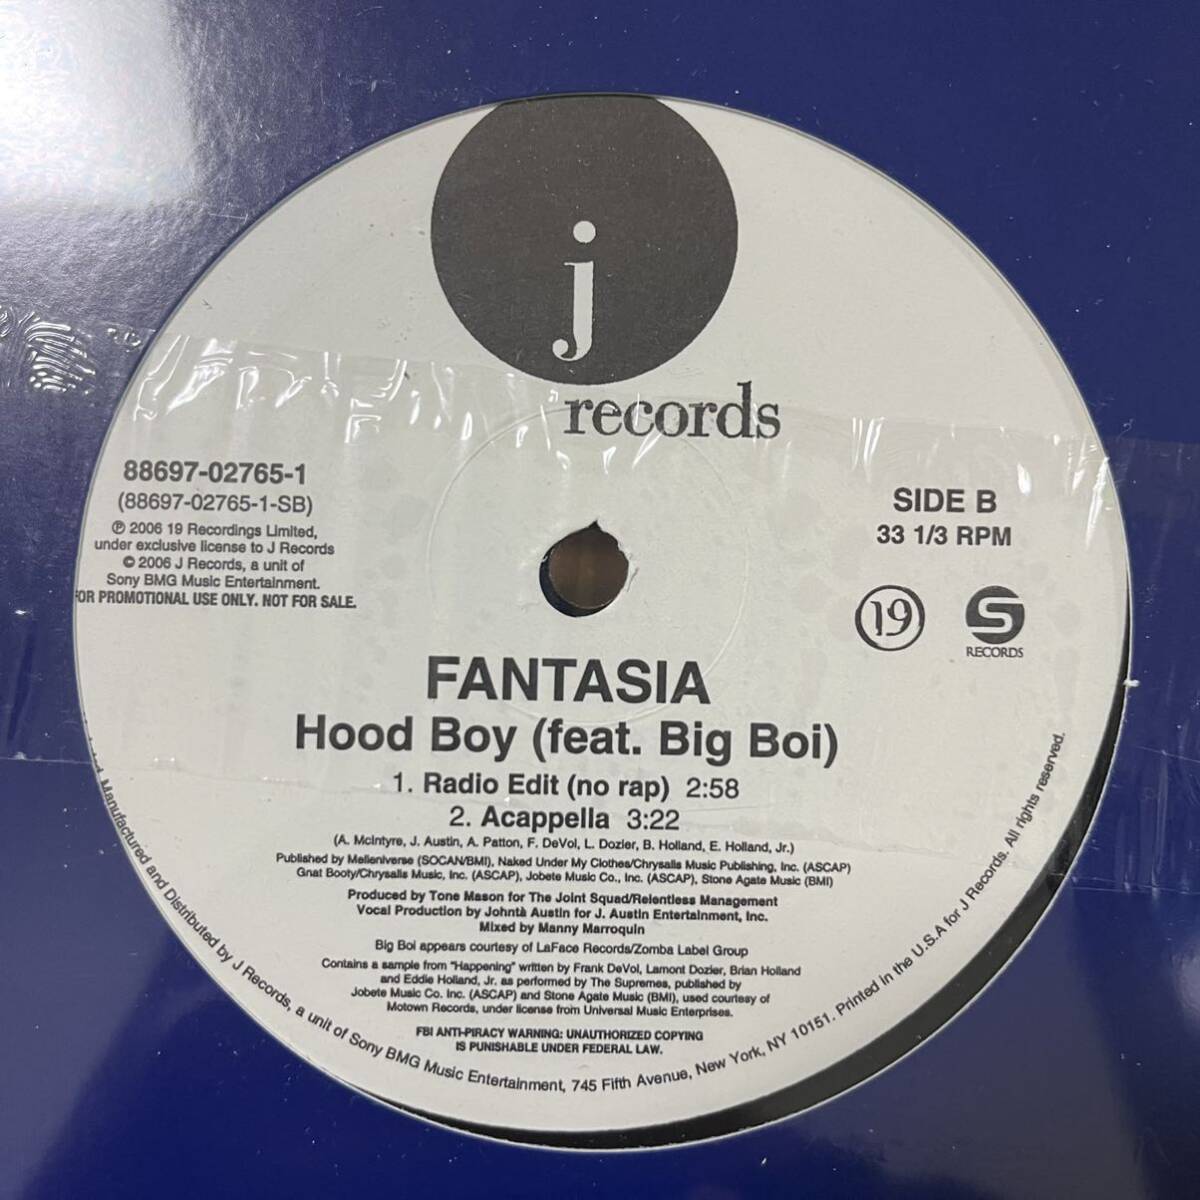 j
records
88697-02765-1
(88697-02765-1-SB)
℗ 2006 19 Recordings Limited,
under exclusive license to J Records
© 2006 J Records, a unit of
Sony BMG Music Entertainment.
FOR PROMOTIONAL USE ONLY. NOT FOR SALE.
SIDE B
33 1/3 RPM
19
S
RECORDS
FANTASIA
Hood Boy (feat. Big Boi)
1. Radio Edit (no rap) 2:58
2. Acappella 3:22
(A. McIntyre, J. Austin, A. Patton, F. DeVol, L. Dozier, B. Holland, E. Holland, Jr.)
Published by Melleniverse (SOCAN/BMI), Naked Under My Clothes/Chrysalis Music Publishing, Inc. (ASCAP)
Gnat Booty/Chrysalis Music, Inc. (ASCAP), Jobete Music Co., Inc. (ASCAP), Stone Agate Music (BMI)
Produced by Tone Mason for The Joint Squad/Relentless Management
Vocal Production by Johntà Austin for J. Austin Entertainment, Inc.
Mixed by Manny Marroquin
Big Boi appears courtesy of LaFace Records/Zomba Label Group
Contains a sample from "Happening" written by Frank DeVol, Lamont Dozier, Brian Holland
and Eddie Holland, Jr. as performed by The Supremes, published by
Jobete Music Co. Inc. (ASCAP) and Stone Agate Music (BMI), used courtesy of
Motown Records, under license from Universal Music Enterprises.
FBI ANTI-PIRACY WARNING: UNAUTHORIZED COPYING
IS PUNISHABLE UNDER FEDERAL LAW.
Manufactured and Distributed by J Records, a unit of Sony BMG Music Entertainment, 745 Fifth Avenue, New York, NY 10151. Printed in the U.S.A for J Records. All rights reserved.